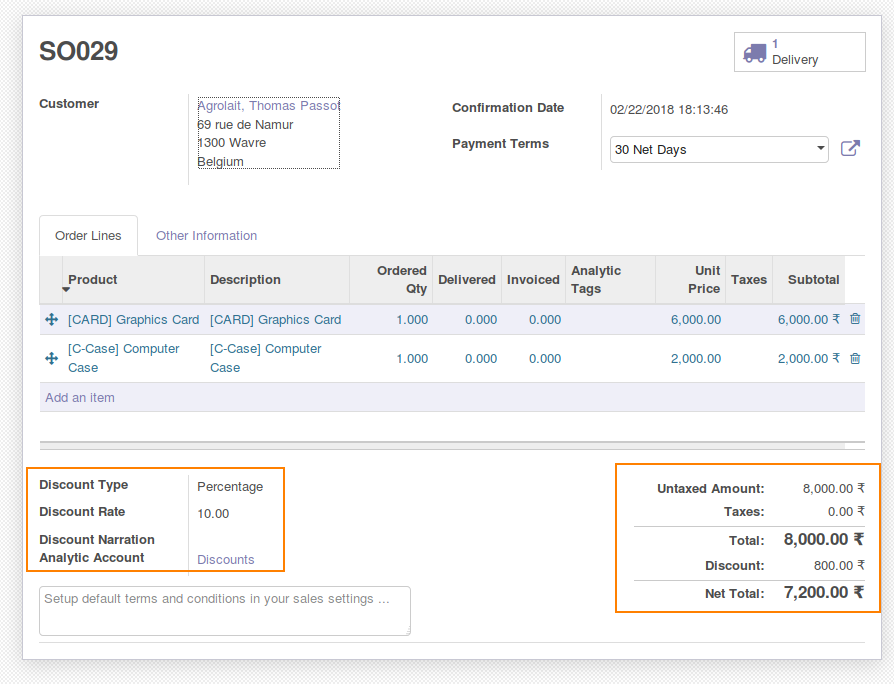 SO029
1
Delivery
Customer
Agrolait, Thomas Passot
69 rue de Namur
1300 Wavre
Belgium
Confirmation Date 02/22/2018 18:13:46
Payment Terms 30 Net Days
Order Lines Other Information
Product Description Ordered Qty Delivered Invoiced Analytic Tags Unit Price Taxes Subtotal
[CARD] Graphics Card [CARD] Graphics Card 1.000 0.000 0.000 6,000.00 6,000.00 ₹
[C-Case] Computer Case [C-Case] Computer Case 1.000 0.000 0.000 2,000.00 2,000.00 ₹
Add an item
Discount Type Percentage
Discount Rate 10.00
Discount Narration
Analytic Account Discounts
Untaxed Amount: 8,000.00 ₹
Taxes: 0.00 ₹
Total: 8,000.00 ₹
Discount: 800.00 ₹
Net Total: 7,200.00 ₹
Setup default terms and conditions in your sales settings ...